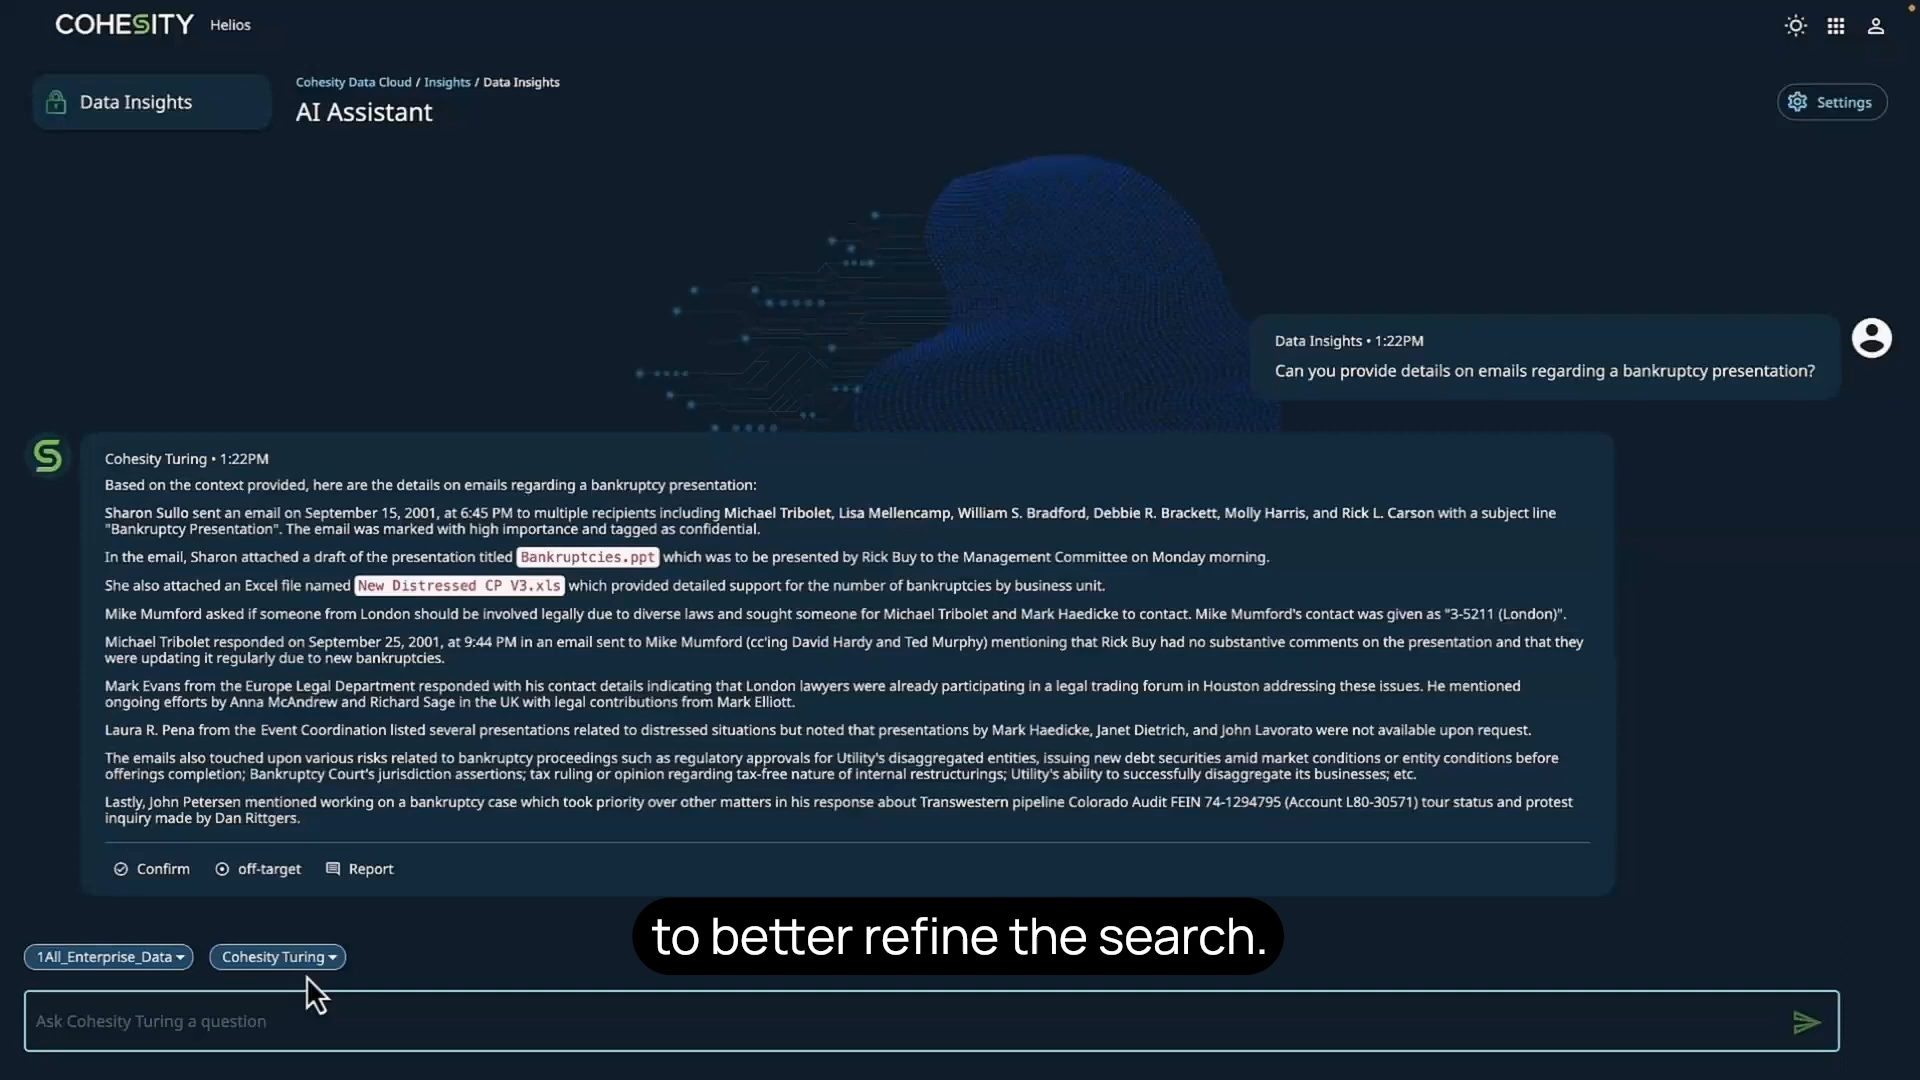 COHESITY Helios
Data Insights
Cohesity Data Cloud / Insights / Data Insights
AI Assistant
Settings
Data Insights • 1:22PM
Can you provide details on emails regarding a bankruptcy presentation?
Cohesity Turing • 1:22PM
Based on the context provided, here are the details on emails regarding a bankruptcy presentation:
Sharon Sullo sent an email on September 15, 2001, at 6:45 PM to multiple recipients including Michael Tribolet, Lisa Mellencamp, William S. Bradford, Debbie R. Brackett, Molly Harris, and Rick L. Carson with a subject line
"Bankruptcy Presentation". The email was marked with high importance and tagged as confidential.
In the email, Sharon attached a draft of the presentation titled Bankruptcies.ppt which was to be presented by Rick Buy to the Management Committee on Monday morning.
She also attached an Excel file named New Distressed CP V3.xls which provided detailed support for the number of bankruptcies by business unit.
Mike Mumford asked if someone from London should be involved legally due to diverse laws and sought someone for Michael Tribolet and Mark Haedicke to contact. Mike Mumford's contact was given as "3-5211 (London)".
Michael Tribolet responded on September 25, 2001, at 9:44 PM in an email sent to Mike Mumford (cc'ing David Hardy and Ted Murphy) mentioning that Rick Buy had no substantive comments on the presentation and that they
were updating it regularly due to new bankruptcies.
Mark Evans from the Europe Legal Department responded with his contact details indicating that London lawyers were already participating in a legal trading forum in Houston addressing these issues. He mentioned
ongoing efforts by Anna McAndrew and Richard Sage in the UK with legal contributions from Mark Elliott.
Laura R. Pena from the Event Coordination listed several presentations related to distressed situations but noted that presentations by Mark Haedicke, Janet Dietrich, and John Lavorato were not available upon request.
The emails also touched upon various risks related to bankruptcy proceedings such as regulatory approvals for Utility's disaggregated entities, issuing new debt securities amid market conditions or entity conditions before
offerings completion; Bankruptcy Court's jurisdiction assertions; tax ruling or opinion regarding tax-free nature of internal restructurings; Utility's ability to successfully disaggregate its businesses; etc.
Lastly, John Petersen mentioned working on a bankruptcy case which took priority over other matters in his response about Transwestern pipeline Colorado Audit FEIN 74-1294795 (Account L80-30571) tour status and protest
inquiry made by Dan Rittgers.
Confirm off-target Report
to better refine the search.
1All_Enterprise_Data Cohesity Turing
Ask Cohesity Turing a question